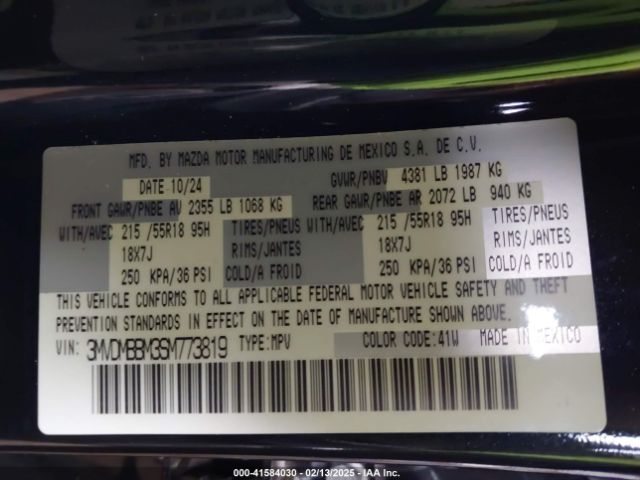 MFD. BY MAZDA MOTOR MANUFACTURING DE MEXICO S.A. DE C.V.
DATE 10/24 GVWR/PNBV 4381 LB 1987 KG
FRONT GAWR/PNBE AV 2355 LB 1068 KG REAR GAWR/PNBE AR 2072 LB 940 KG
WITH/AVEC 215 /55R18 95H TIRES/PNEUS WITH/AVEC 215 /55R18 95H TIRES/PNEUS
18X7J RIMS/JANTES 18X7J RIMS/JANTES
250 KPA/36 PSI COLD/A FROID 250 KPA/36 PSI COLD/A FROID
THIS VEHICLE CONFORMS TO ALL APPLICABLE FEDERAL MOTOR VEHICLE SAFETY AND THEFT
PREVENTION STANDARDS IN EFFECT ON THE DATE OF MANUFACTURE SHOWN ABOVE.
VIN: 3MVDMBBM3SM773819 TYPE:MPV COLOR CODE:41W MADE IN MEXICO
000-41584030 --- 02/13/2025 --- IAA Inc.